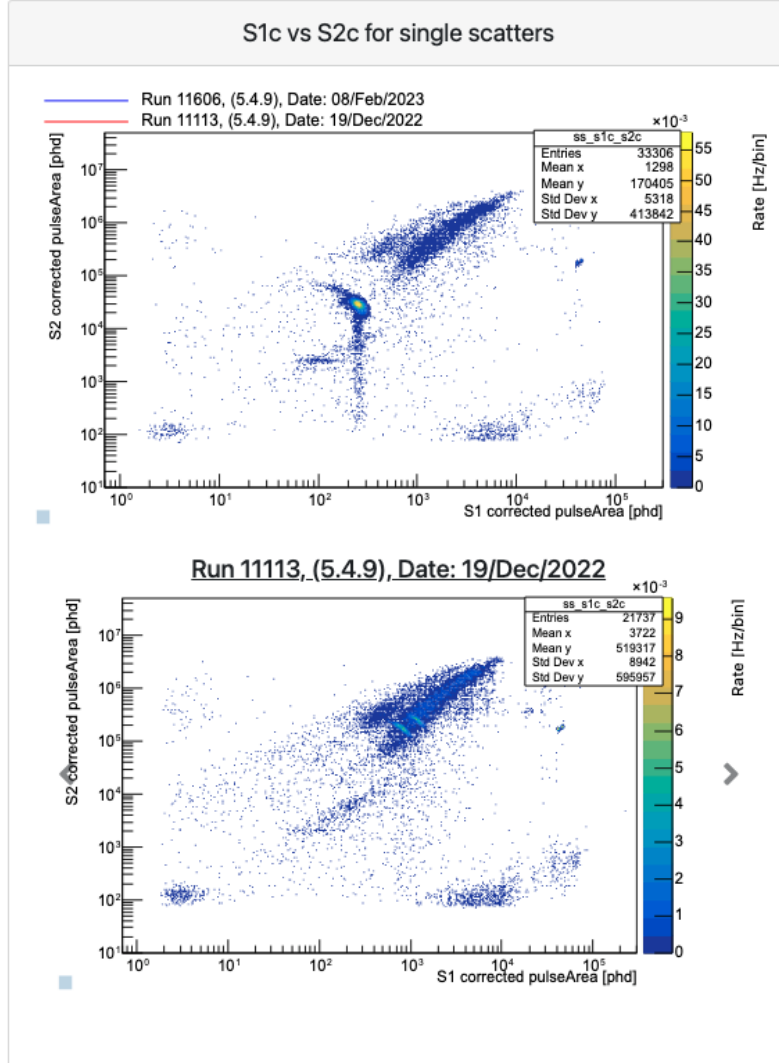 S1c vs S2c for single scatters
Run 11606, (5.4.9), Date: 08/Feb/2023
Run 11113, (5.4.9), Date: 19/Dec/2022
×10⁻³
ss_s1c_s2c
Entries 33306
Mean x 1298
Mean y 170405
Std Dev x 5318
Std Dev y 413842
S2 corrected pulseArea [phd]
10⁷
10⁶
10⁵
10⁴
10³
10²
10¹
10⁰ 10¹ 10² 10³ 10⁴ 10⁵
S1 corrected pulseArea [phd]
55
50
45
40
35
30
25
20
15
10
5
0
Rate [Hz/bin]
Run 11113, (5.4.9), Date: 19/Dec/2022
×10⁻³
ss_s1c_s2c
Entries 21737
Mean x 3722
Mean y 519317
Std Dev x 8942
Std Dev y 595957
S2 corrected pulseArea [phd]
10⁷
10⁶
10⁵
10⁴
10³
10²
10¹
10⁰ 10¹ 10² 10³ 10⁴ 10⁵
S1 corrected pulseArea [phd]
9
8
7
6
5
4
3
2
1
0
Rate [Hz/bin]